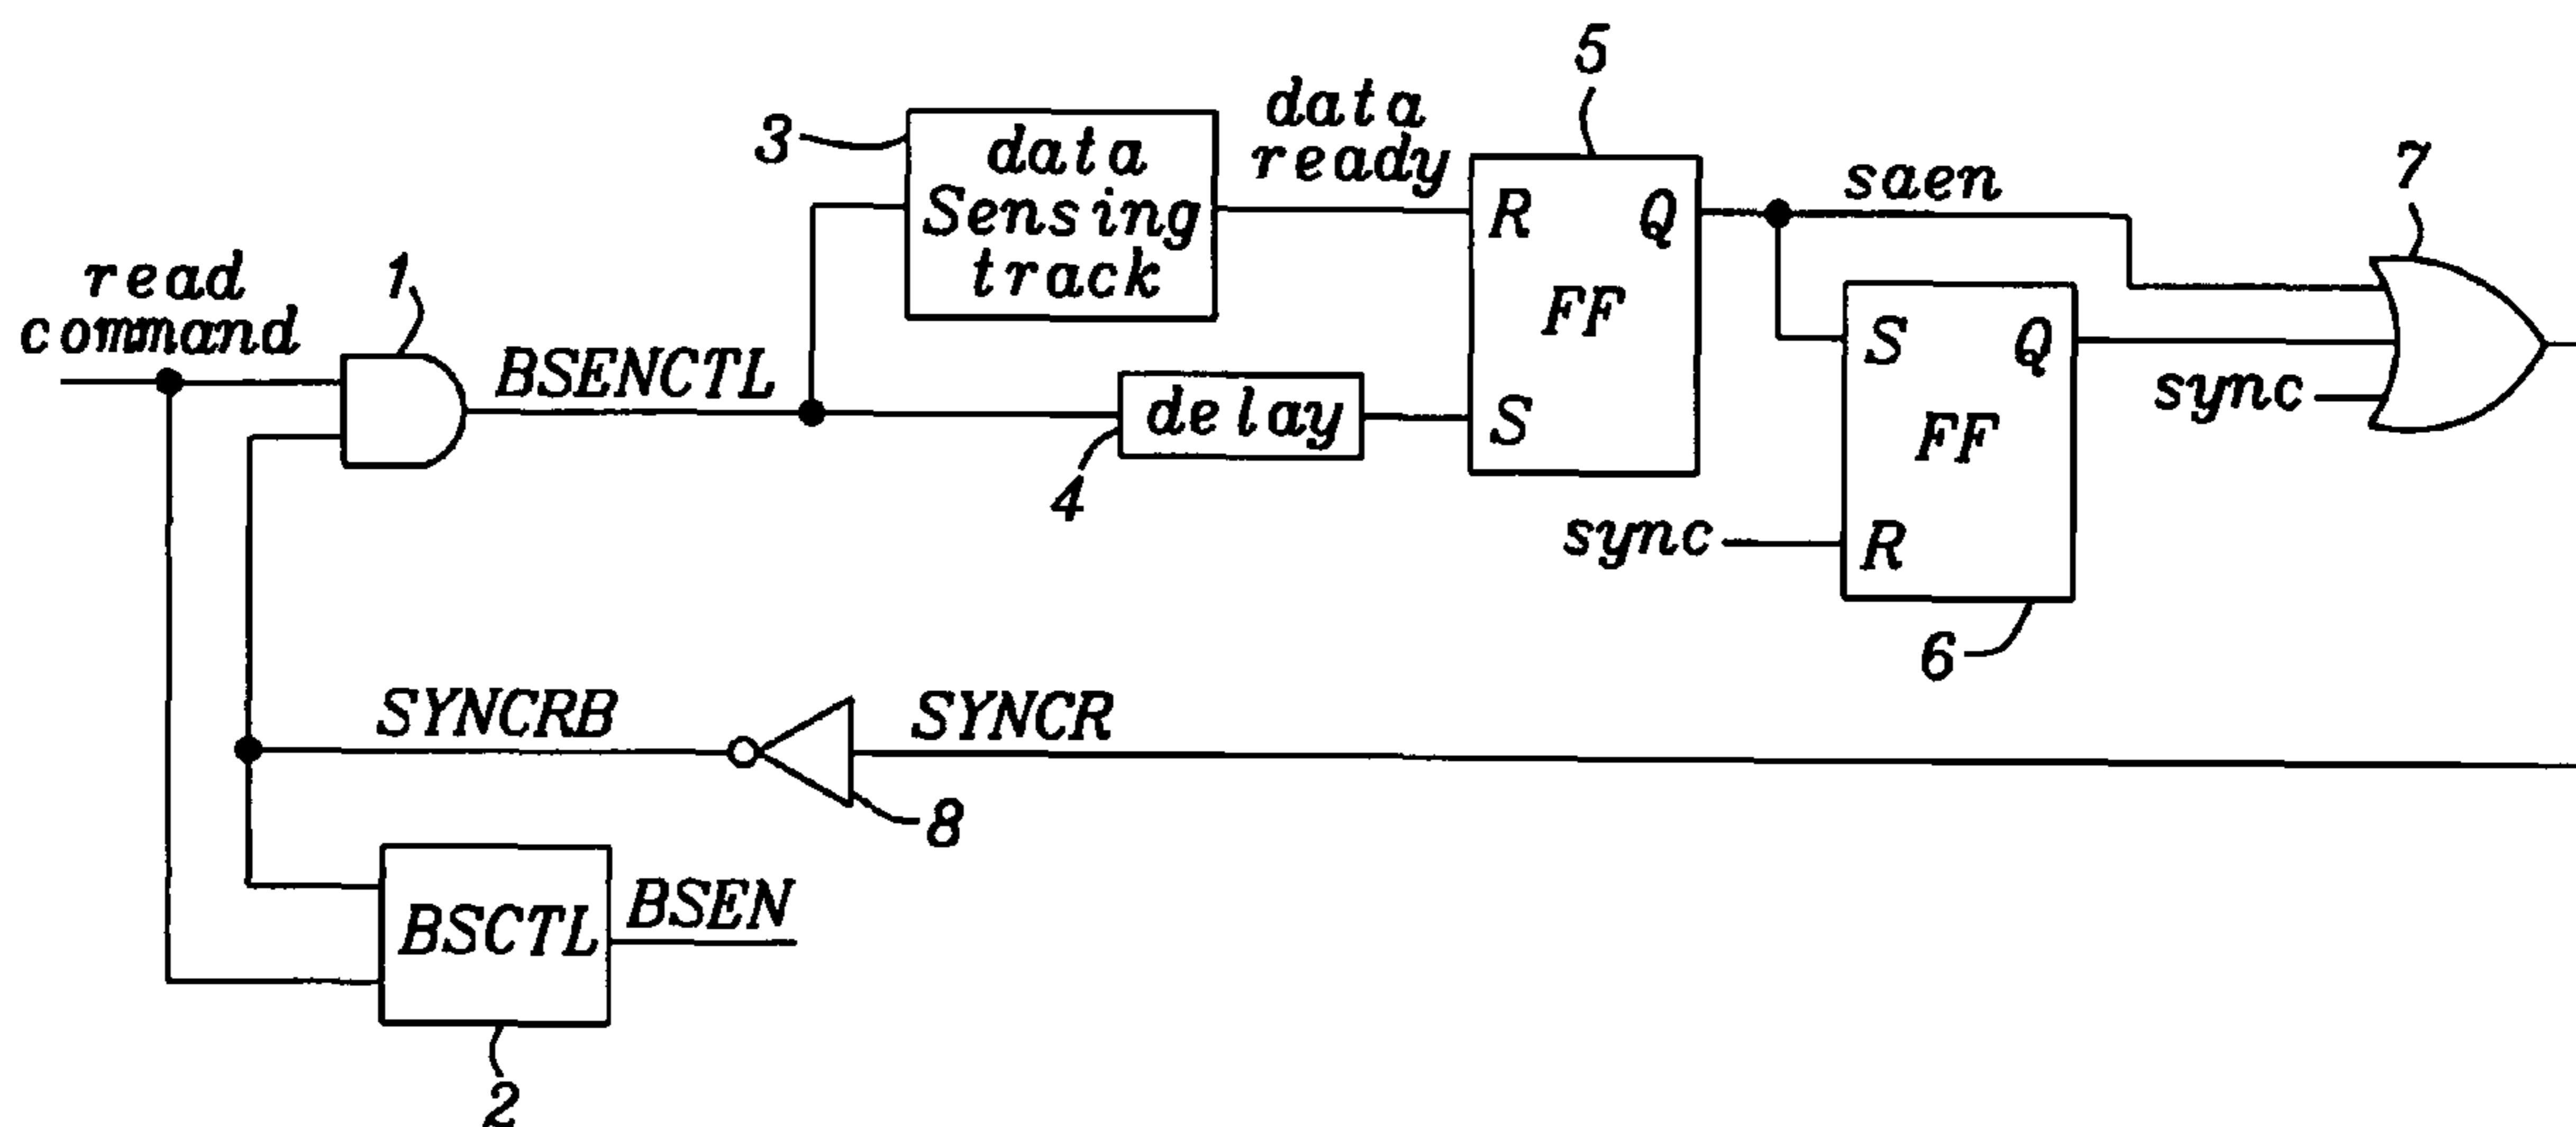 5
data
ready
3
data
Sensing
track
7
saen
R
Q
FF
read
command
1
BSENCTL
S
Q
delay
sync
S
FF
4
sync
R
6
SYNCRB
SYNCR
8
BSCTL
BSEN
2